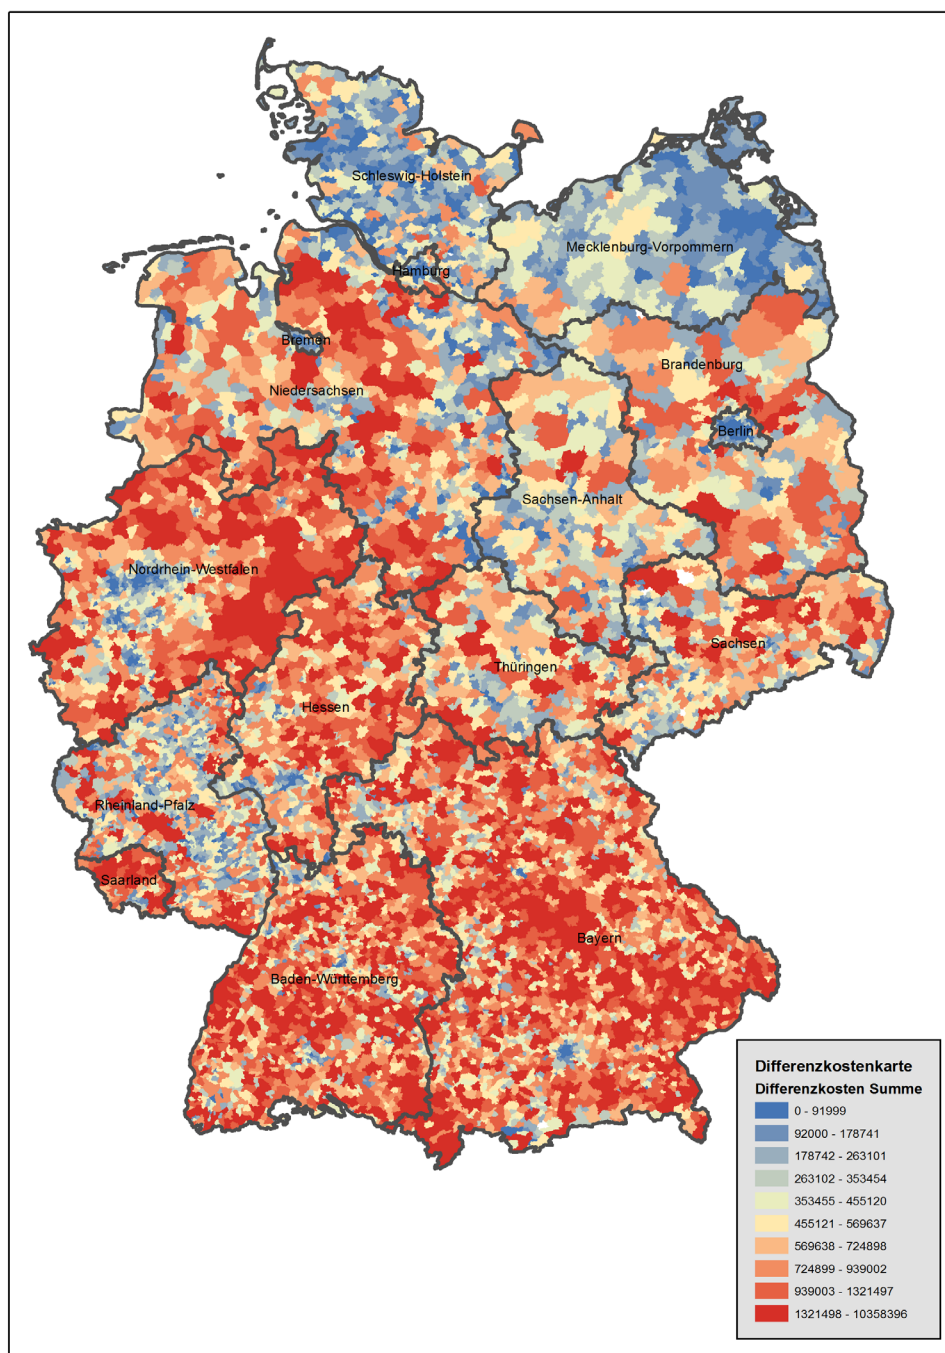 Schleswig-Holstein
Mecklenburg-Vorpommern
Hamburg
Bremen
Brandenburg
Niedersachsen
Berlin
Sachsen-Anhalt
Nordrhein-Westfalen
Sachsen
Thüringen
Hessen
Rheinland-Pfalz
Saarland
Bayern
Baden-Württemberg
Differenzkostenkarte
Differenzkosten Summe
0 - 91999
92000 - 178741
178742 - 263101
263102 - 353454
353455 - 455120
455121 - 569637
569638 - 724898
724899 - 939002
939003 - 1321497
1321498 - 10358396